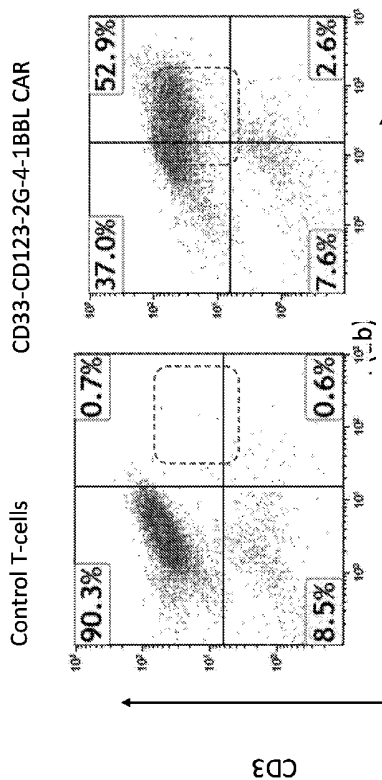 Control T-cells
CD33-CD123-2G-4-1BBL CAR
90.3%
0.7%
8.5%
0.6%
37.0%
52.9%
7.6%
2.6%
CD3